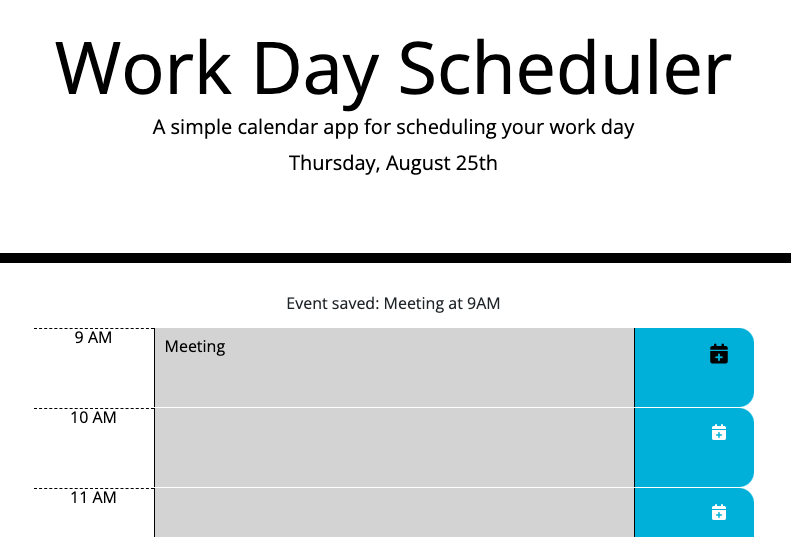 Work Day Scheduler
A simple calendar app for scheduling your work day
Thursday, August 25th
Event saved: Meeting at 9AM
9 AM
Meeting
10 AM
11 AM